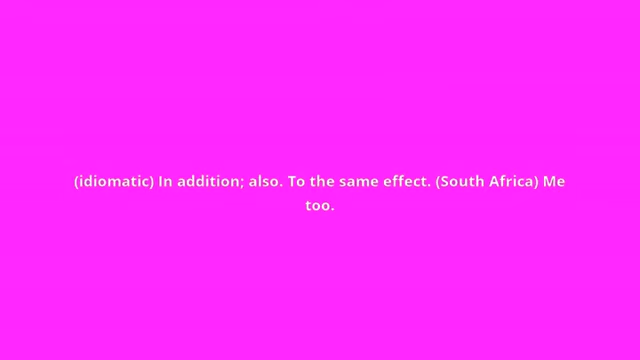 (idiomatic) In addition; also. To the same effect. (South Africa) Me
too.